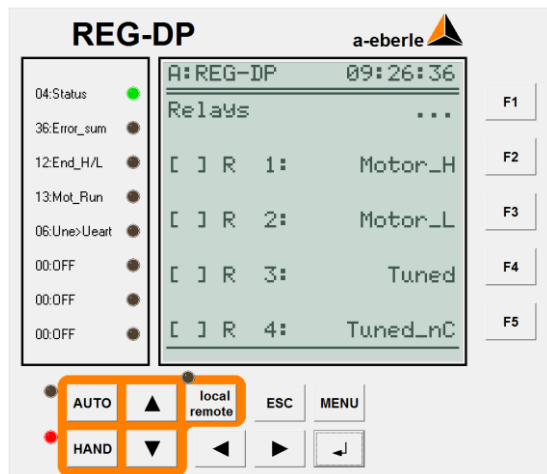 REG-DP
a-eberle
04:Status
36:Error_sum
12:End_H/L
13:Mot_Run
06:Une>Ueart
00:OFF
00:OFF
00:OFF
A:REG-DP 09:26:36
Relays ...
[ ] R 1: Motor_H
[ ] R 2: Motor_L
[ ] R 3: Tuned
[ ] R 4: Tuned_nC
F1
F2
F3
F4
F5
AUTO ▲ local remote ESC MENU
HAND ▼ ◀ ▶ ↲